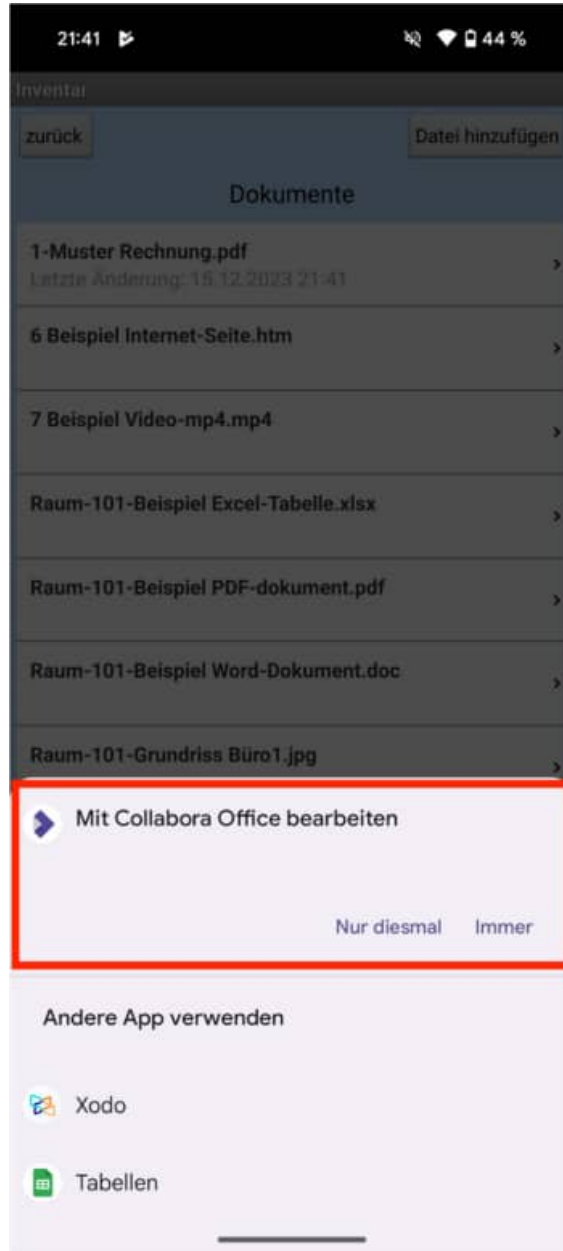 21:41 44 %
Inventar
zurück Datei hinzufügen
Dokumente
1-Muster Rechnung.pdf
Letzte Änderung: 15.12.2023 21:41
6 Beispiel Internet-Seite.htm
7 Beispiel Video-mp4.mp4
Raum-101-Beispiel Excel-Tabelle.xlsx
Raum-101-Beispiel PDF-dokument.pdf
Raum-101-Beispiel Word-Dokument.doc
Raum-101-Grundriss Büro1.jpg
Mit Collabora Office bearbeiten
Nur diesmal Immer
Andere App verwenden
Xodo
Tabellen